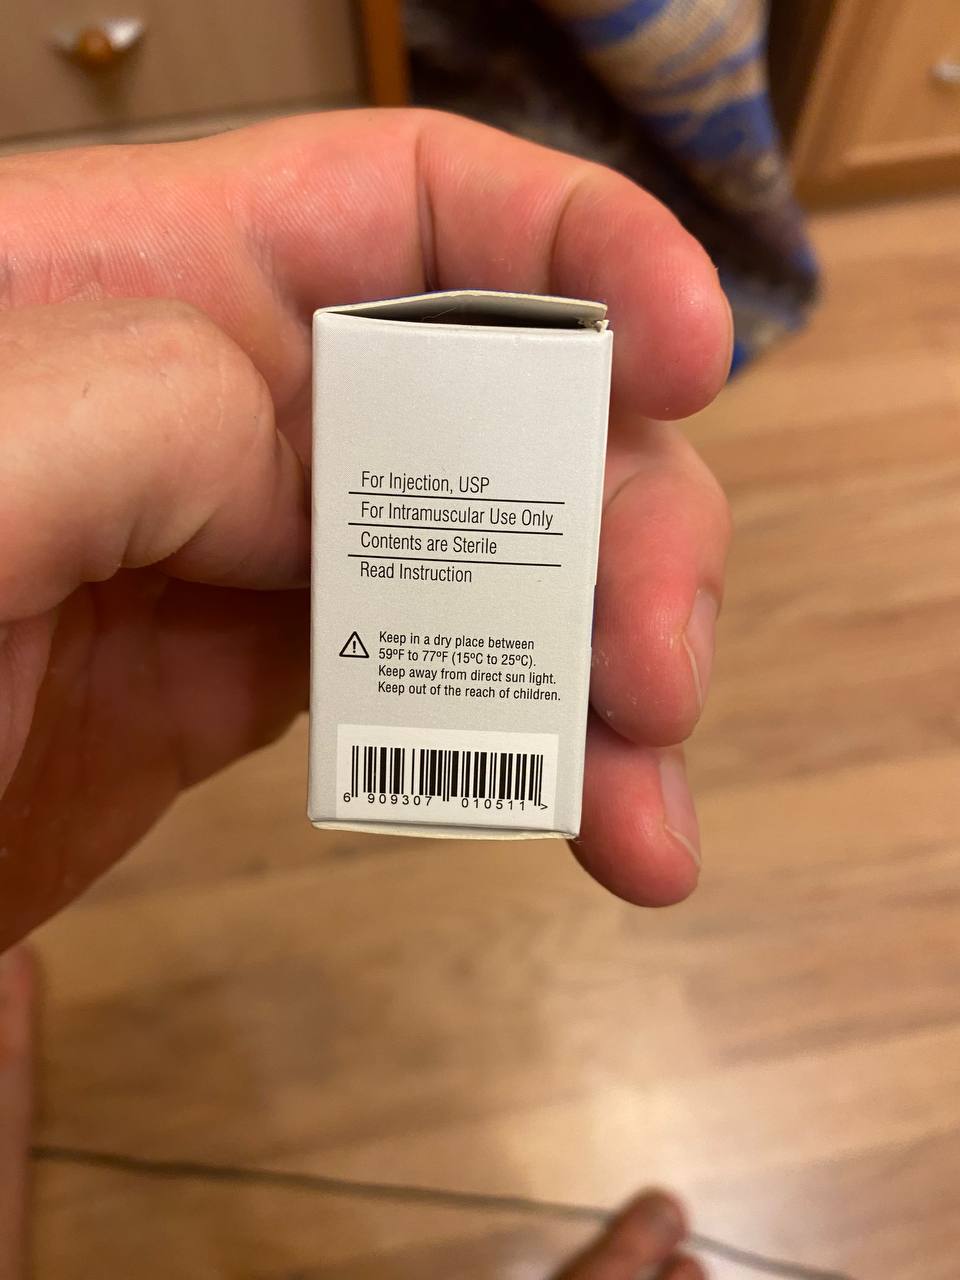 For Injection, USP
For Intramuscular Use Only
Contents are Sterile
Read Instruction
Keep in a dry place between
59ºF to 77ºF (15ºC to 25ºC).
Keep away from direct sun light.
Keep out of the reach of children.
6 909307 010511 >